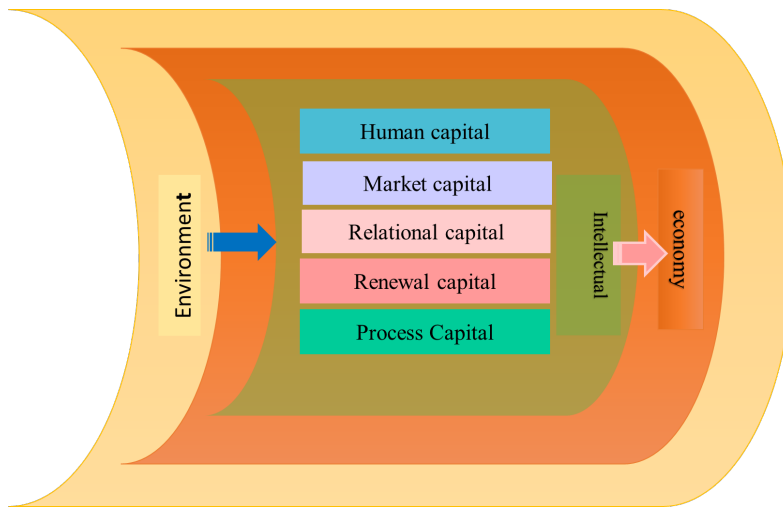 Environment
Human capital
Market capital
Relational capital
Renewal capital
Process Capital
Intellectual
economy